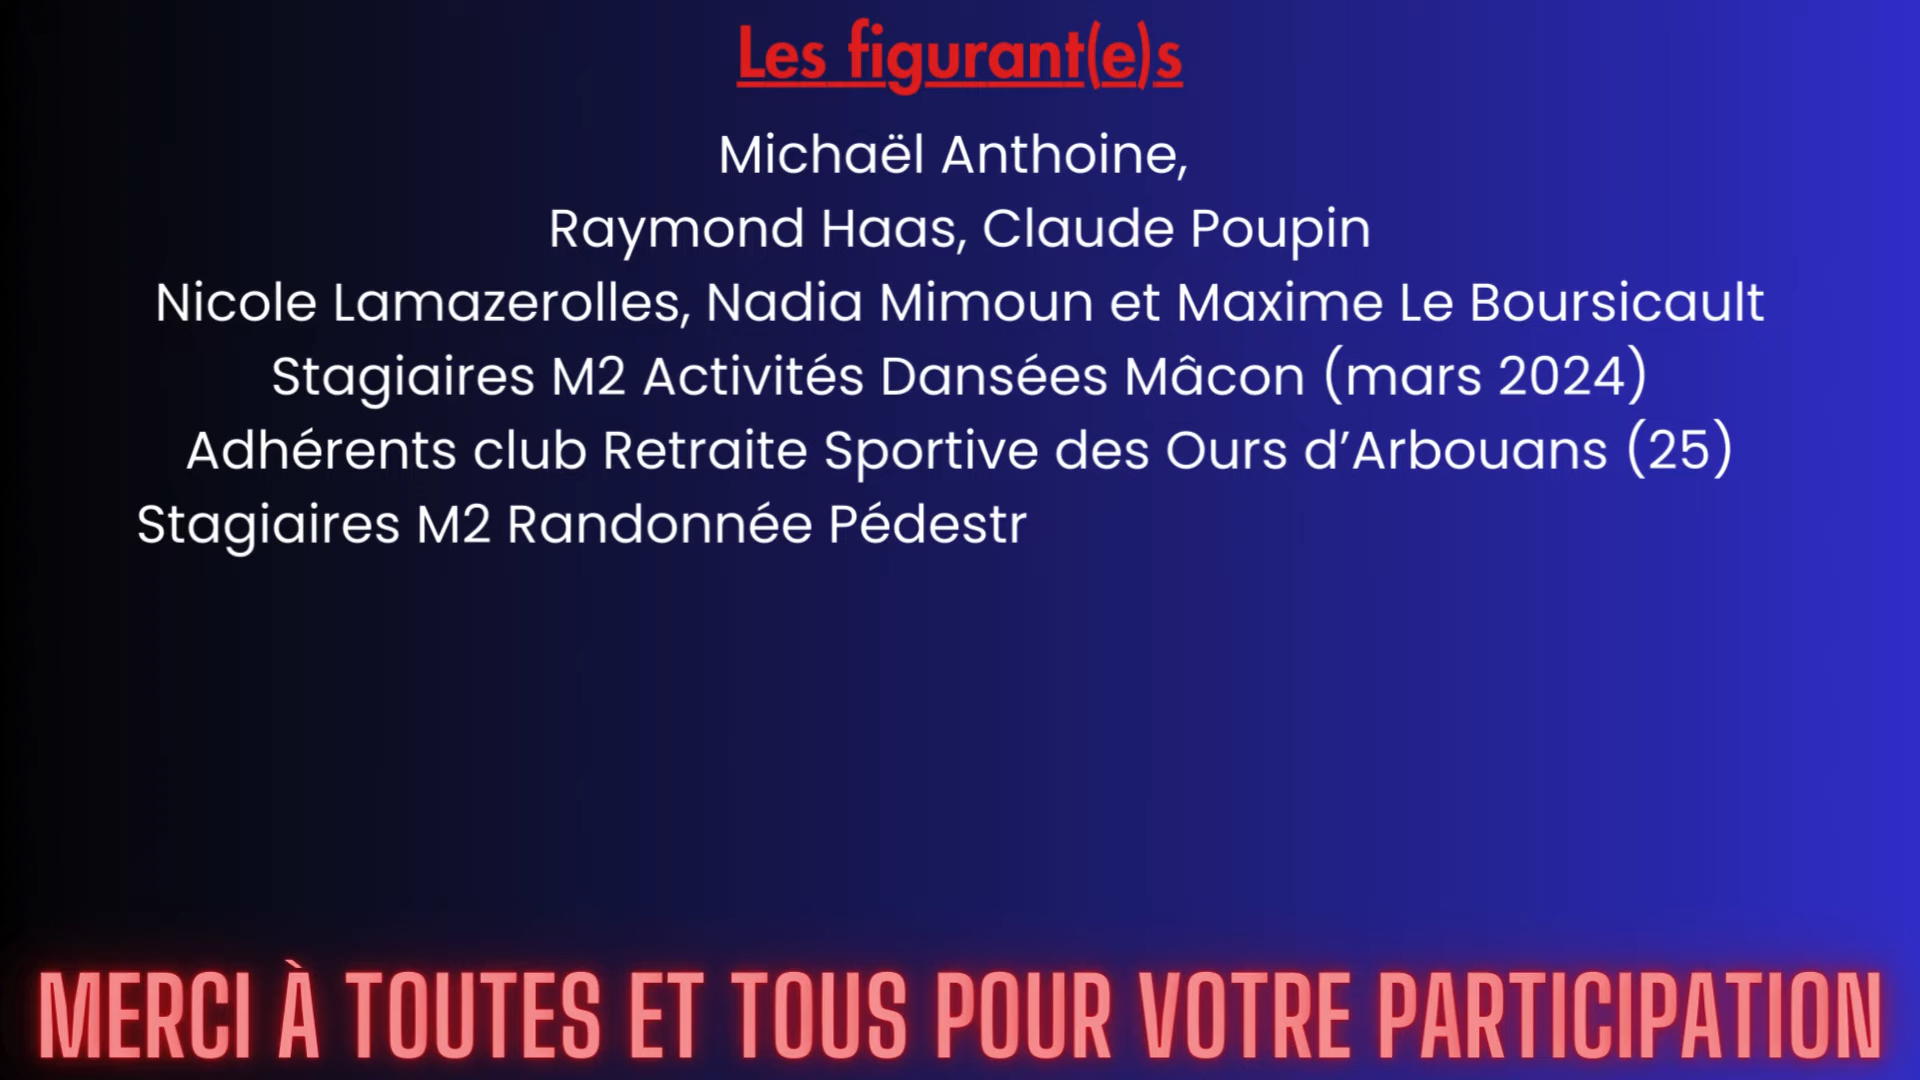 Les figurant(e)s
Michaël Anthoine,
Raymond Haas, Claude Poupin
Nicole Lamazerolles, Nadia Mimoun et Maxime Le Boursicault
Stagiaires M2 Activités Dansées Mâcon (mars 2024)
Adhérents club Retraite Sportive des Ours d’Arbouans (25)
Stagiaires M2 Randonnée Pédestr
MERCI À TOUTES ET TOUS POUR VOTRE PARTICIPATION